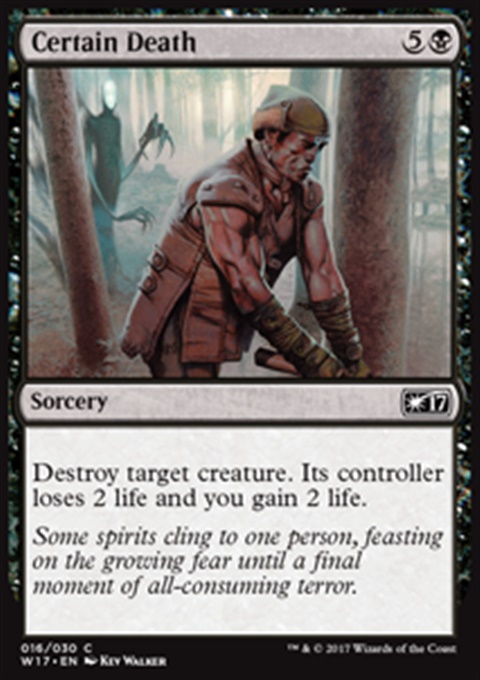 Certain Death 5
Sorcery 17
Destroy target creature. Its controller
loses 2 life and you gain 2 life.
Some spirits cling to one person, feasting
on the growing fear until a final
moment of all-consuming terror.
016/030 C
W17 • EN Kev Walker
™ & © 2017 Wizards of the Coast